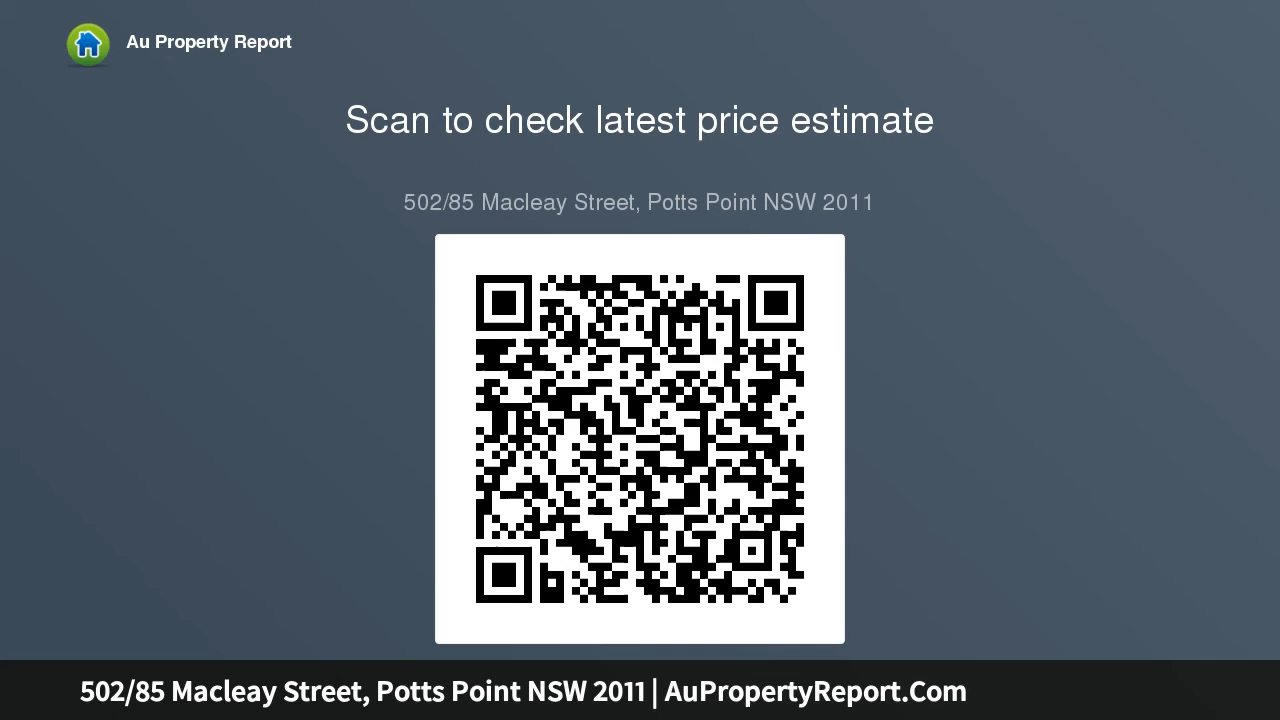 Au Property Report
Scan to check latest price estimate
502/85 Macleay Street, Potts Point NSW 2011
502/85 Macleay Street, Potts Point NSW 2011 | AuPropertyReport.Com